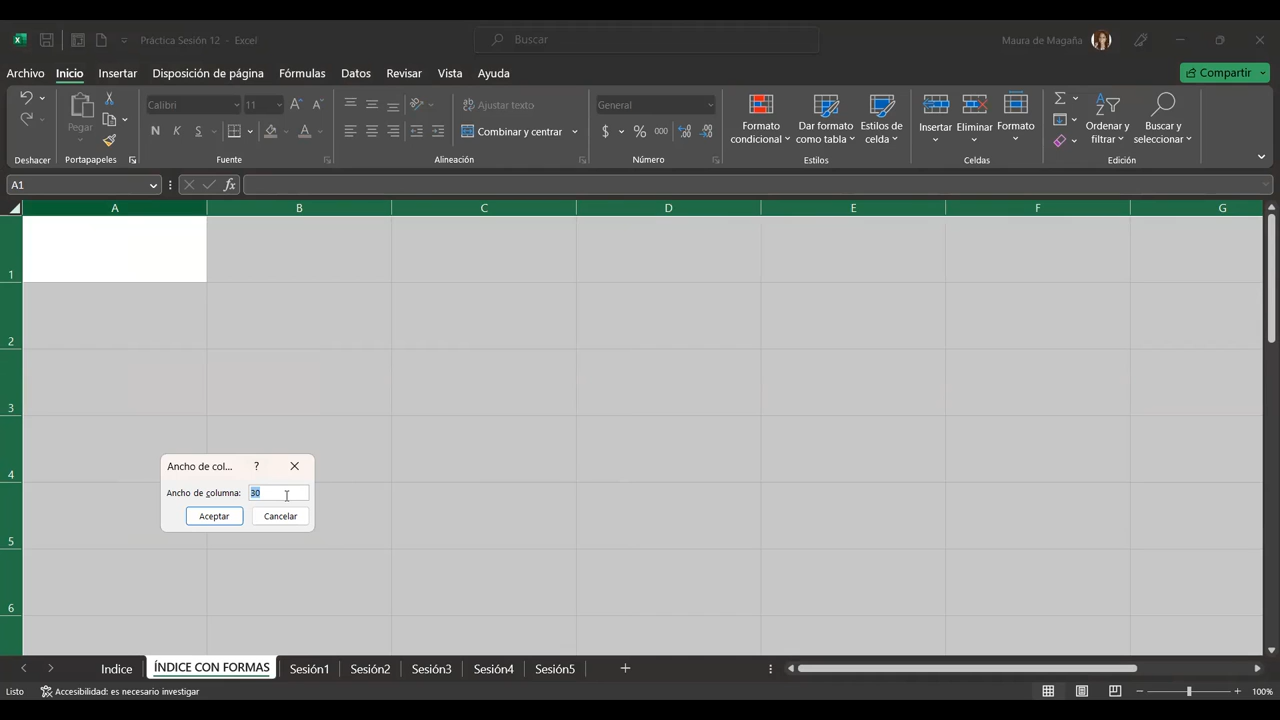 Práctica Sesión 12 - Excel
Buscar
Maura de Magaña
Archivo Inicio Insertar Disposición de página Fórmulas Datos Revisar Vista Ayuda
Compartir
Calibri 11
Ajustar texto
General
Pegar
N K S
Combinar y centrar
$ % 000
Formato condicional
Dar formato como tabla
Estilos de celda
Insertar Eliminar Formato
Ordenar y filtrar
Buscar y seleccionar
Deshacer Portapapeles Fuente Alineación Número Estilos Celdas Edición
A1
fx
A B C D E F G
1
2
3
4
Ancho de col... ?
Ancho de columna: 30
Aceptar Cancelar
5
6
Indice ÍNDICE CON FORMAS Sesión1 Sesión2 Sesión3 Sesión4 Sesión5
Listo Accesibilidad: es necesario investigar 100%